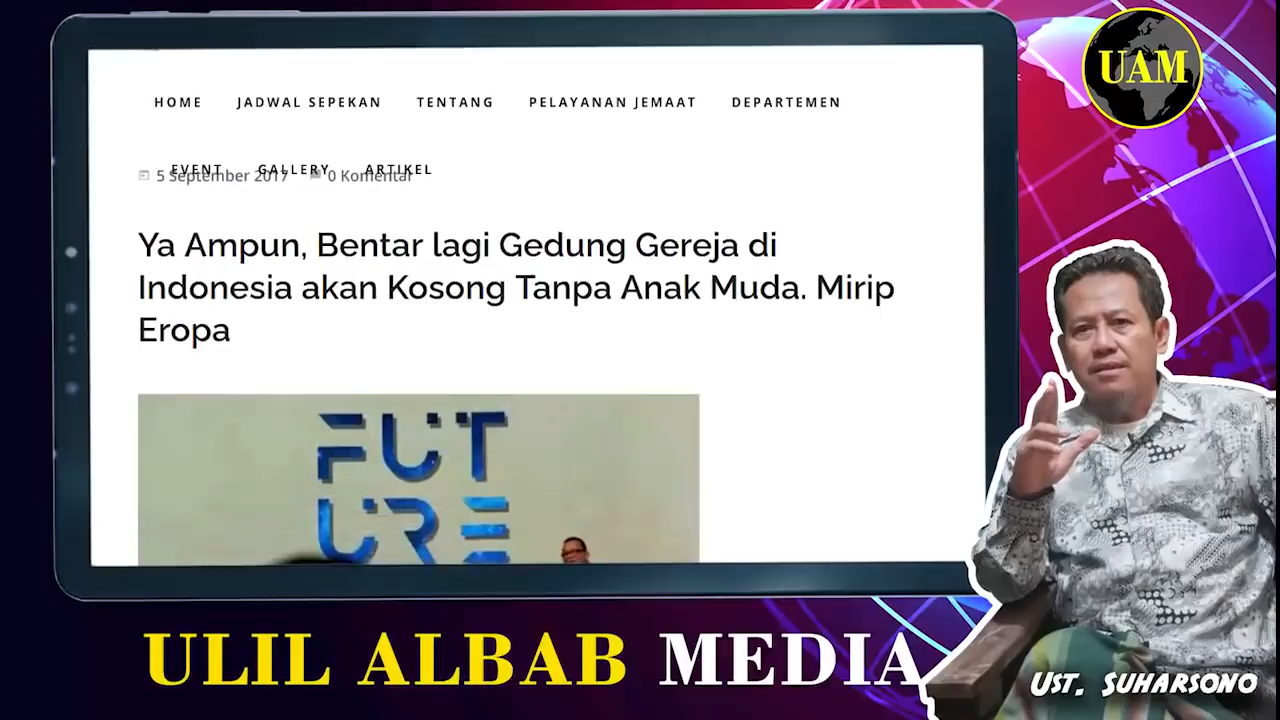 UAM
HOME JADWAL SEPEKAN TENTANG PELAYANAN JEMAAT DEPARTEMEN
EVENT GALLERY ARTIKEL
5 September 2017 0 Komentar
Ya Ampun, Bentar lagi Gedung Gereja di
Indonesia akan Kosong Tanpa Anak Muda. Mirip
Eropa
FUT
URE
ULIL ALBAB MEDIA
UST. SUHARSONO